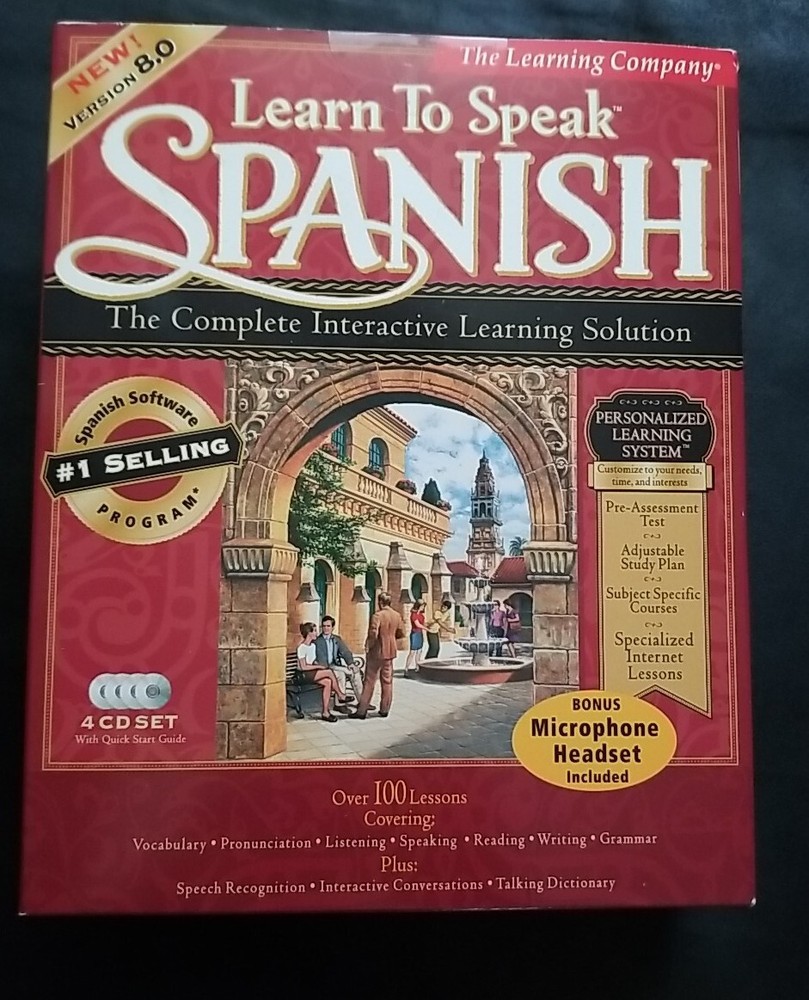 NEW!
VERSION 8.0
The Learning Company®
Learn To Speak™
SPANISH
The Complete Interactive Learning Solution
Spanish Software
#1 SELLING
PROGRAM*
PERSONALIZED
LEARNING
SYSTEM™
Customize to your needs,
time, and interests
Pre-Assessment
Test
Adjustable
Study Plan
Subject Specific
Courses
Specialized
Internet
Lessons
4 CD SET
With Quick Start Guide
BONUS
Microphone
Headset
Included
Over 100 Lessons
Covering:
Vocabulary • Pronunciation • Listening • Speaking • Reading • Writing • Grammar
Plus:
Speech Recognition • Interactive Conversations • Talking Dictionary